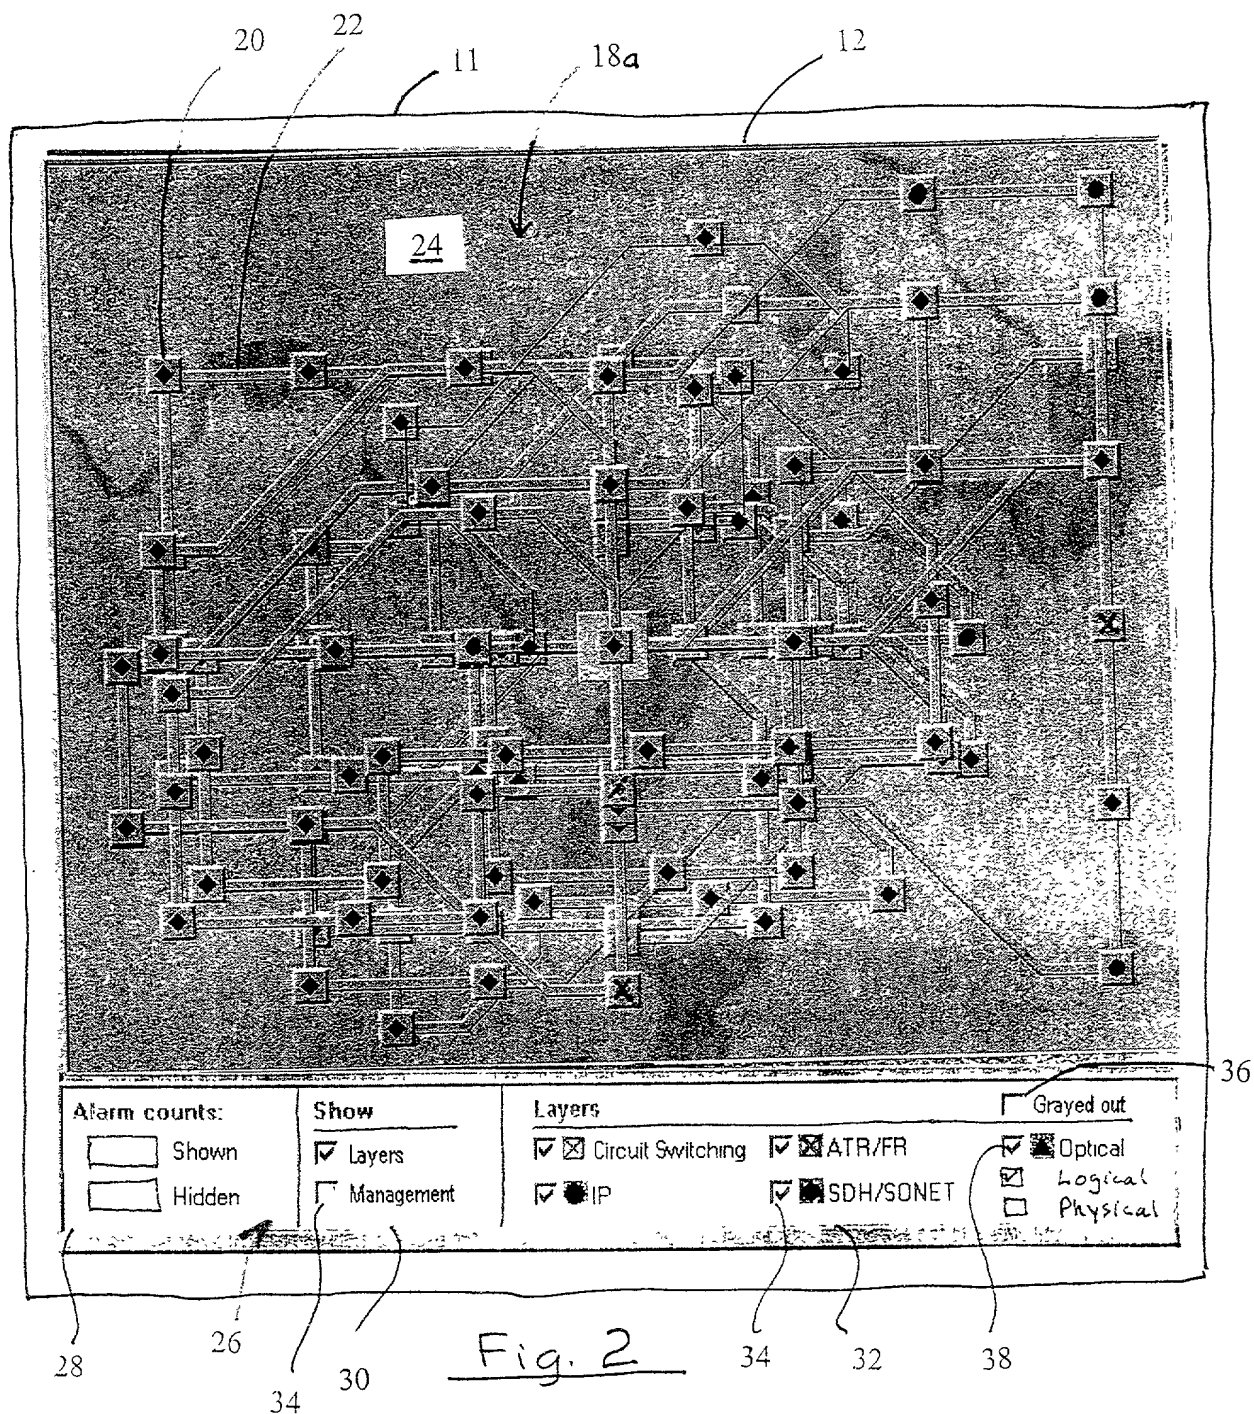 20
22
11
18a
12
24
36
Alarm counts:
Shown
Hidden
Show
Layers
Management
Layers
Grayed out
Circuit Switching
ATR/FR
Optical
IP
SDH/SONET
Logical
Physical
28
26
34
30
Fig. 2
34
32
38